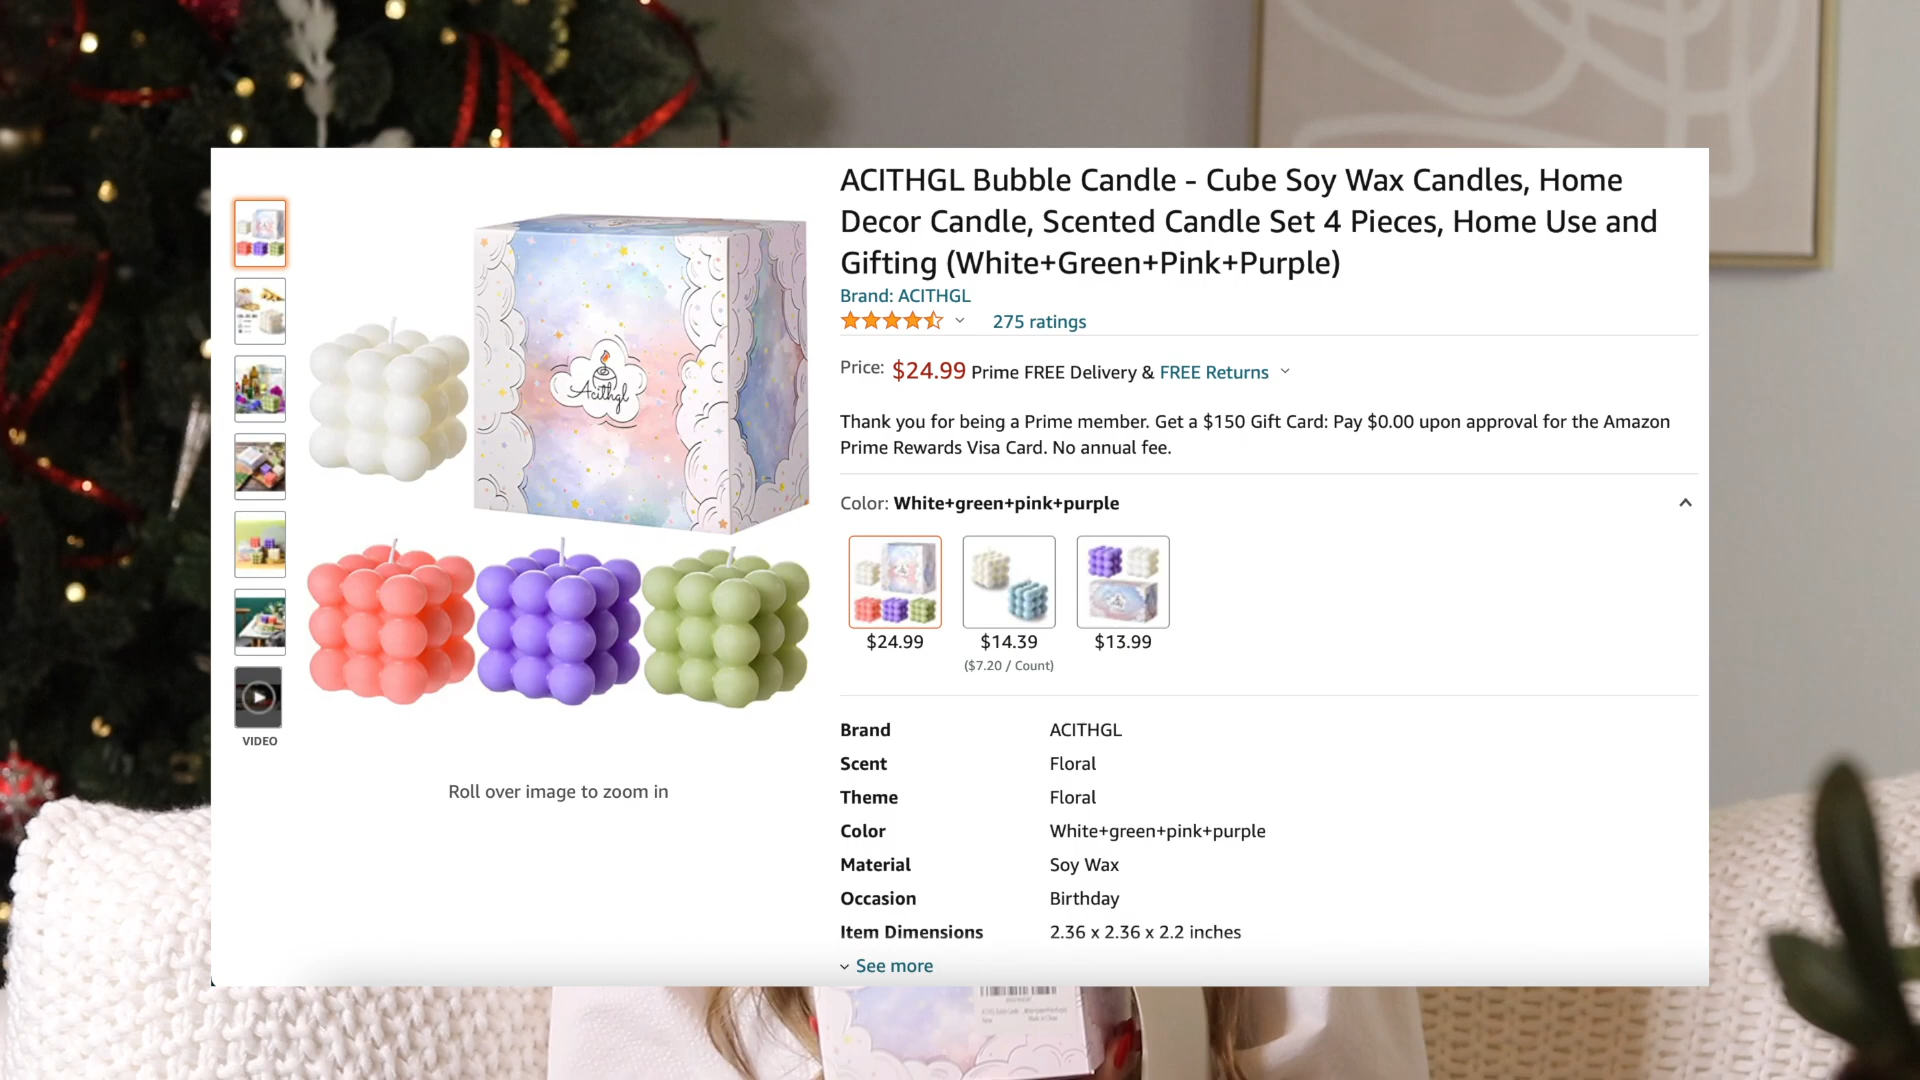 ACITHGL Bubble Candle - Cube Soy Wax Candles, Home
Decor Candle, Scented Candle Set 4 Pieces, Home Use and
Gifting (White+Green+Pink+Purple)
Brand: ACITHGL
275 ratings
Price: $24.99 Prime FREE Delivery & FREE Returns
Thank you for being a Prime member. Get a $150 Gift Card: Pay $0.00 upon approval for the Amazon
Prime Rewards Visa Card. No annual fee.
Color: White+green+pink+purple
$24.99
$14.39
($7.20 / Count)
$13.99
Brand ACITHGL
Scent Floral
Theme Floral
Color White+green+pink+purple
Material Soy Wax
Occasion Birthday
Item Dimensions 2.36 x 2.36 x 2.2 inches
See more
Acithgl
VIDEO
Roll over image to zoom in